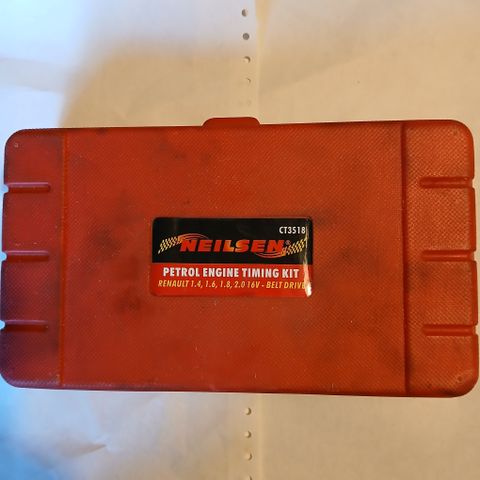 CT3518
NEILSEN
PETROL ENGINE TIMING KIT
RENAULT 1.4, 1.6, 1.8, 2.0 16V - BELT DRIVE